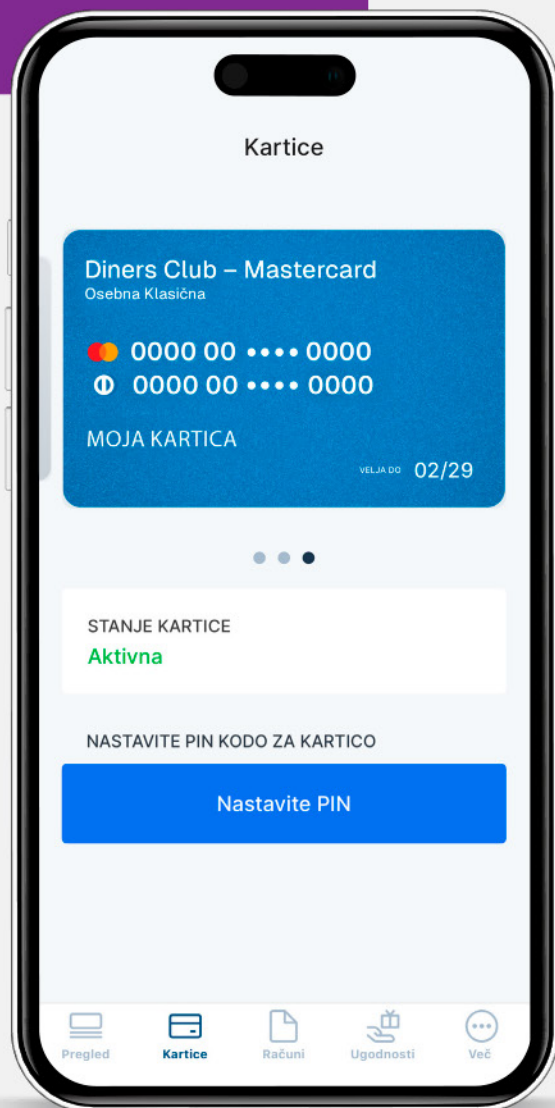 Kartice
Diners Club – Mastercard
Osebna Klasična
0000 00 •••• 0000
0000 00 •••• 0000
MOJA KARTICA
VELJA DO 02/29
STANJE KARTICE
Aktivna
NASTAVITE PIN KODO ZA KARTICO
Nastavite PIN
Pregled
Kartice
Računi
Ugodnosti
Več